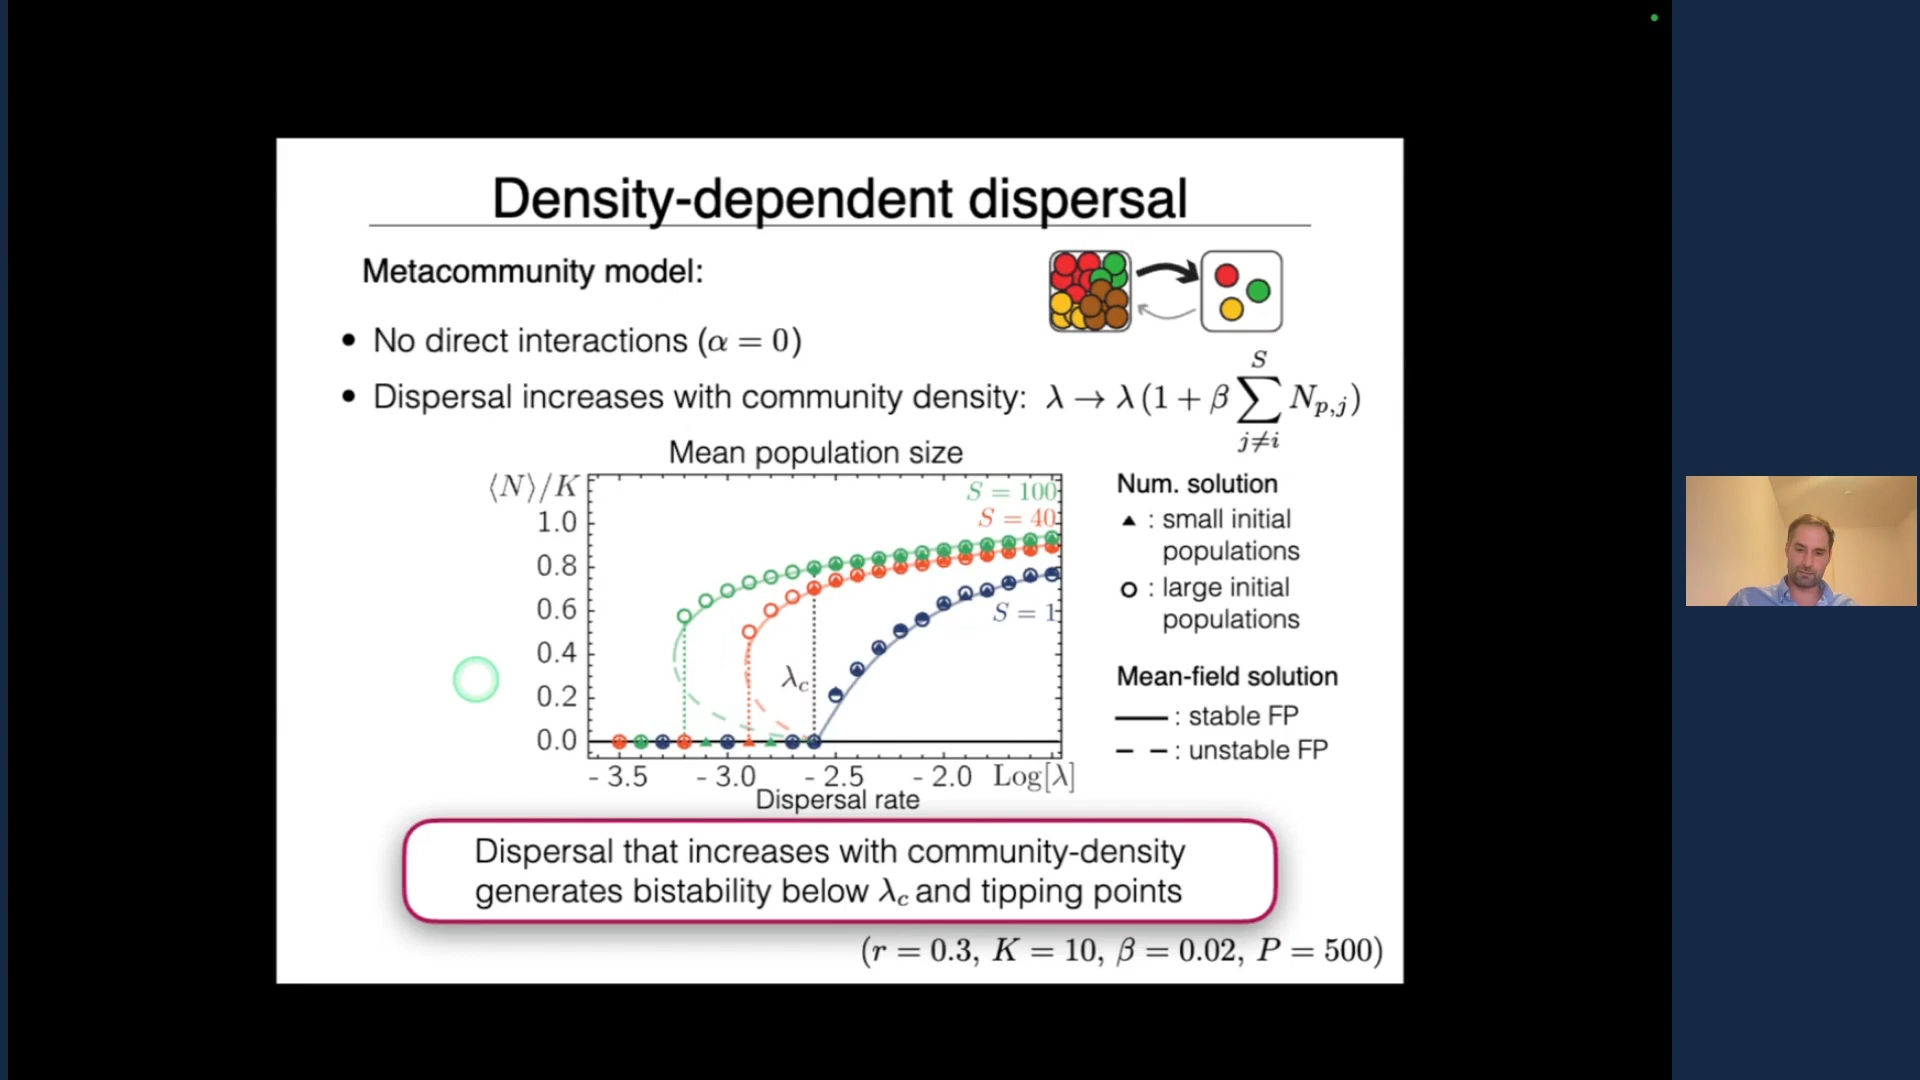 Density-dependent dispersal
Metacommunity model:
• No direct interactions (α = 0)
• Dispersal increases with community density: λ → λ (1 + β ∑_{j≠i}^{S} N_{p,j})
Mean population size
⟨N⟩/K
1.0
0.8
0.6
0.4
0.2
0.0
S = 100
S = 40
S = 1
λ_c
- 3.5 - 3.0 - 2.5 - 2.0 Log[λ]
Dispersal rate
Num. solution
▲ : small initial
populations
○ : large initial
populations
Mean-field solution
— : stable FP
– – : unstable FP
Dispersal that increases with community-density
generates bistability below λ_c and tipping points
(r = 0.3, K = 10, β = 0.02, P = 500)